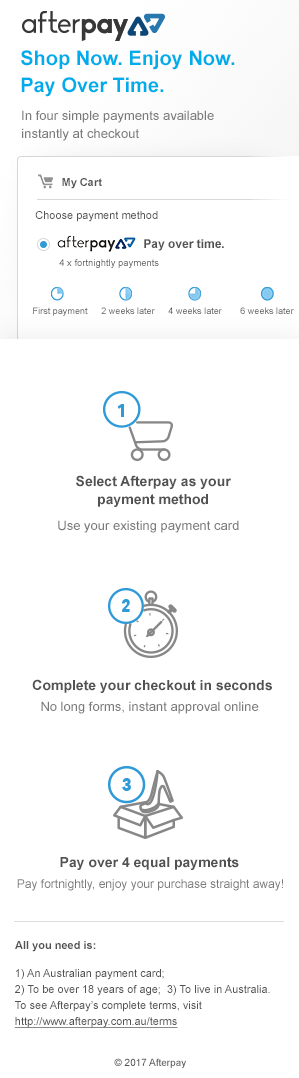 afterpay
Shop Now. Enjoy Now.
Pay Over Time.
In four simple payments available
instantly at checkout
My Cart
Choose payment method
afterpay Pay over time.
4 x fortnightly payments
First payment 2 weeks later 4 weeks later 6 weeks later
1
Select Afterpay as your
payment method
Use your existing payment card
2
Complete your checkout in seconds
No long forms, instant approval online
3
Pay over 4 equal payments
Pay fortnightly, enjoy your purchase straight away!
All you need is:
1) An Australian payment card;
2) To be over 18 years of age; 3) To live in Australia.
To see Afterpay's complete terms, visit
http://www.afterpay.com.au/terms
© 2017 Afterpay